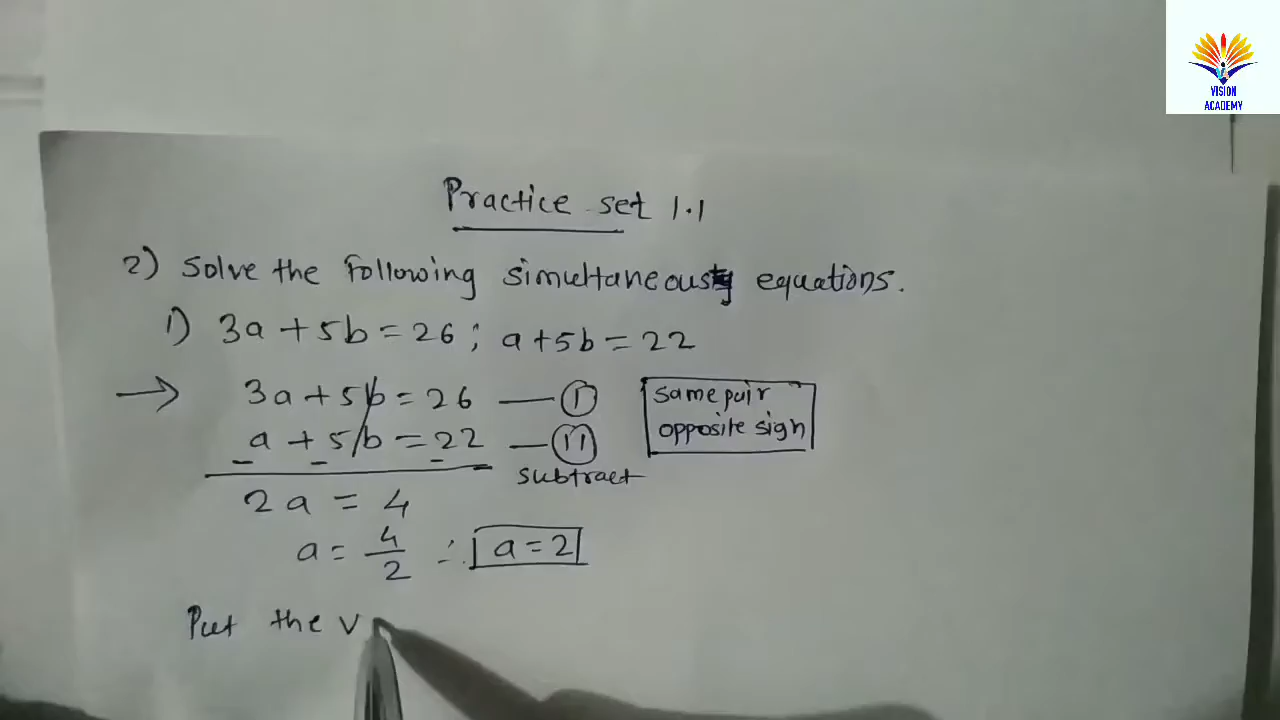 VISION
ACADEMY
Practice set 1.1
2) Solve the following simultaneous equations.
1) 3a + 5b = 26 ; a + 5b = 22
→ 3a + 5b = 26 — I
a + 5b = 22 — II
- - -
subtract
same pair
opposite sign
2a = 4
a = 4/2 ∴ a = 2
Put the v